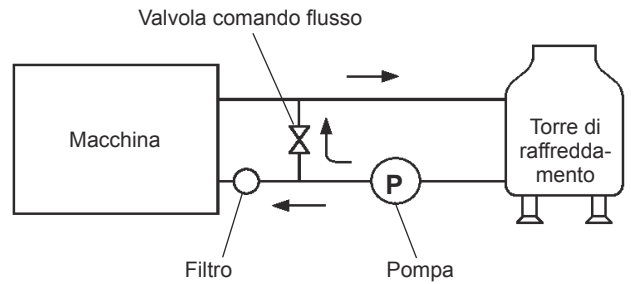 Valvola comando flusso
Macchina
Torre di
raffredda-
mento
P
Filtro
Pompa